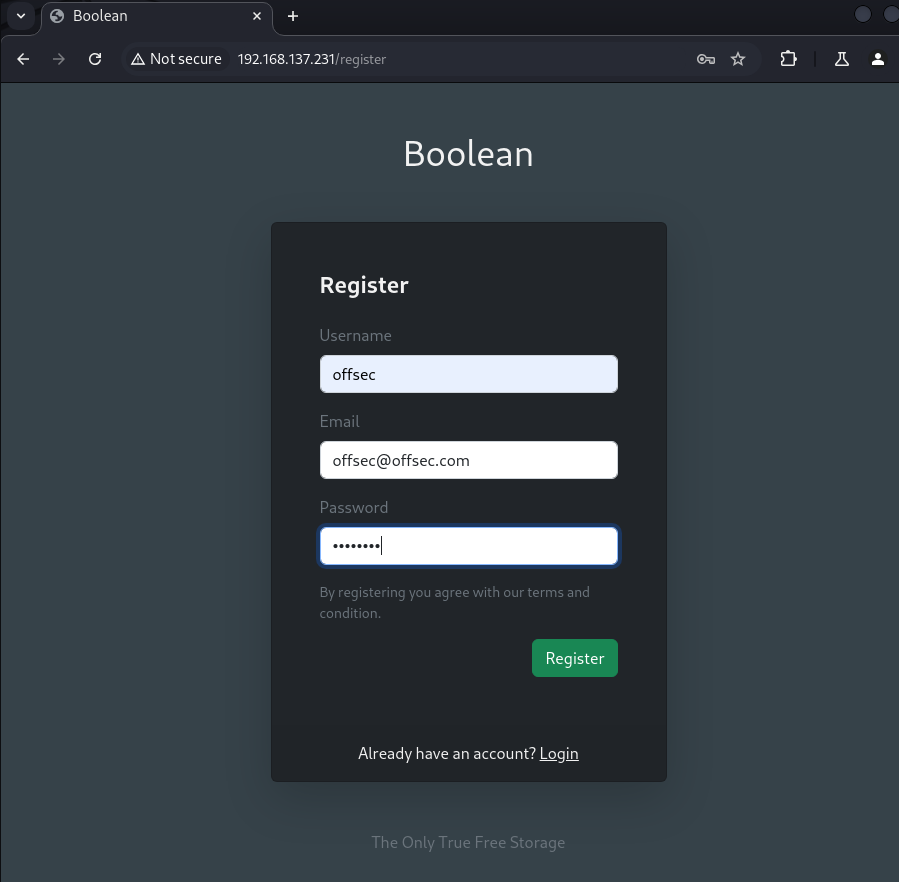 Boolean
Not secure 192.168.137.231/register
Boolean
Register
Username
offsec
Email
offsec@offsec.com
Password
••••••••
By registering you agree with our terms and
condition.
Register
Already have an account? Login
The Only True Free Storage